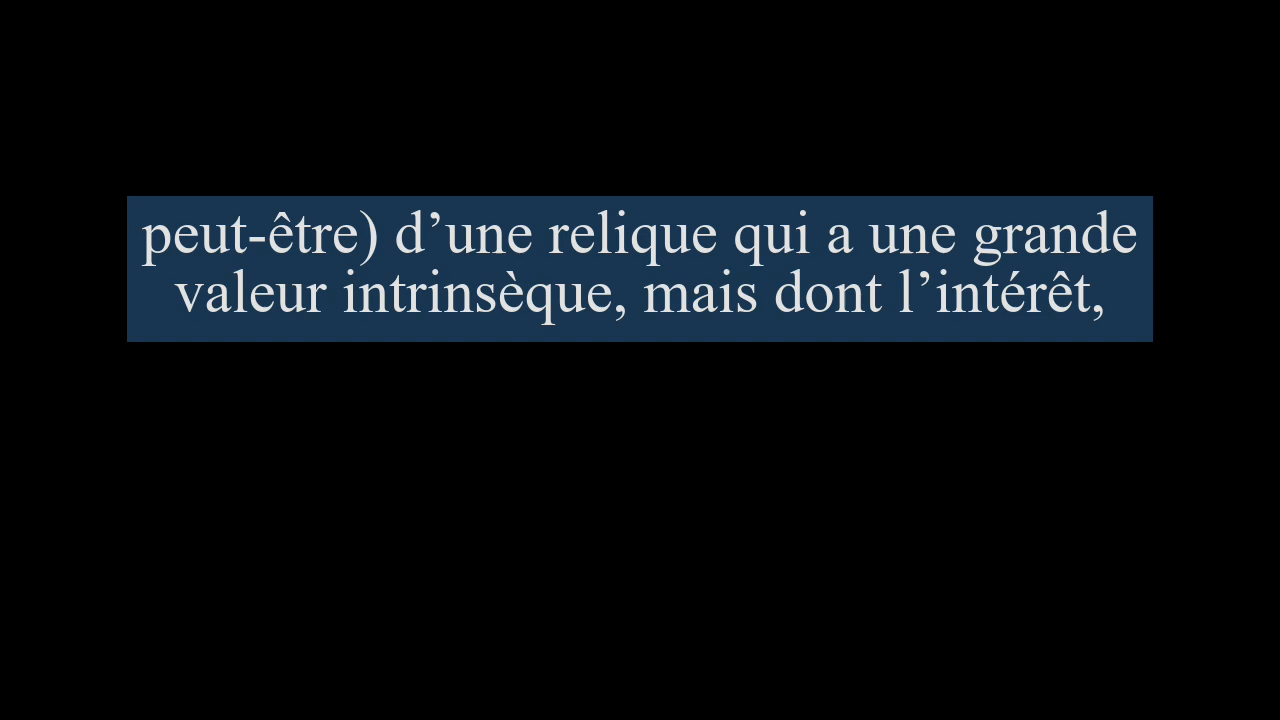 peut-être) d’une relique qui a une grande
valeur intrinsèque, mais dont l’intérêt,